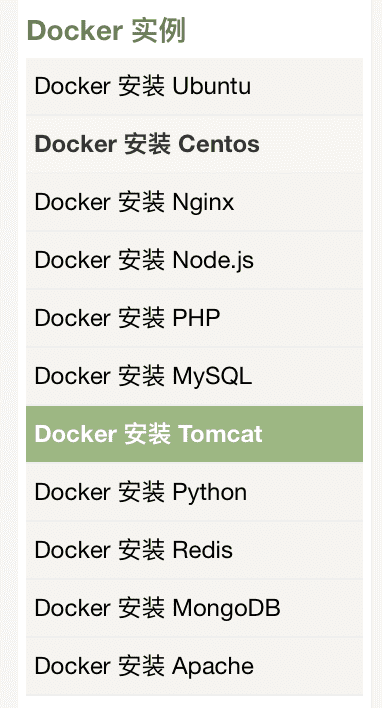 Docker 实例
Docker 安装 Ubuntu
Docker 安装 Centos
Docker 安装 Nginx
Docker 安装 Node.js
Docker 安装 PHP
Docker 安装 MySQL
Docker 安装 Tomcat
Docker 安装 Python
Docker 安装 Redis
Docker 安装 MongoDB
Docker 安装 Apache